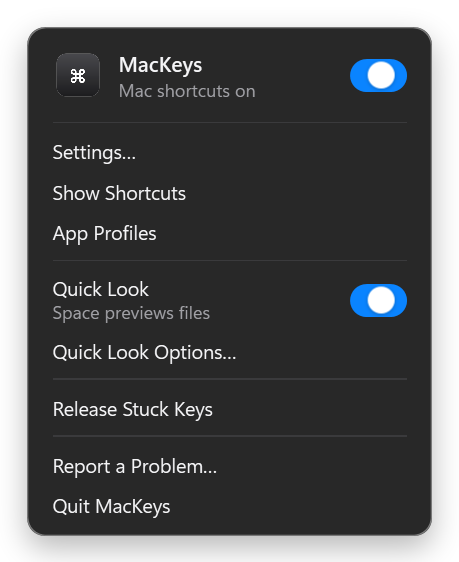 ⌘
MacKeys
Mac shortcuts on
Settings...
Show Shortcuts
App Profiles
Quick Look
Space previews files
Quick Look Options...
Release Stuck Keys
Report a Problem...
Quit MacKeys